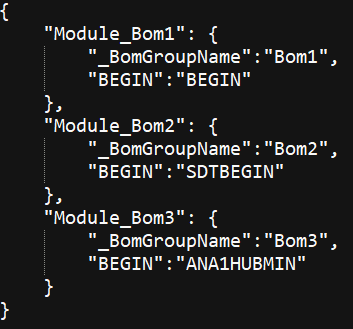 {
"Module_Bom1": {
"_BomGroupName":"Bom1",
"BEGIN":"BEGIN"
},
"Module_Bom2": {
"_BomGroupName":"Bom2",
"BEGIN":"SDTBEGIN"
},
"Module_Bom3": {
"_BomGroupName":"Bom3",
"BEGIN":"ANA1HUBMIN"
}
}